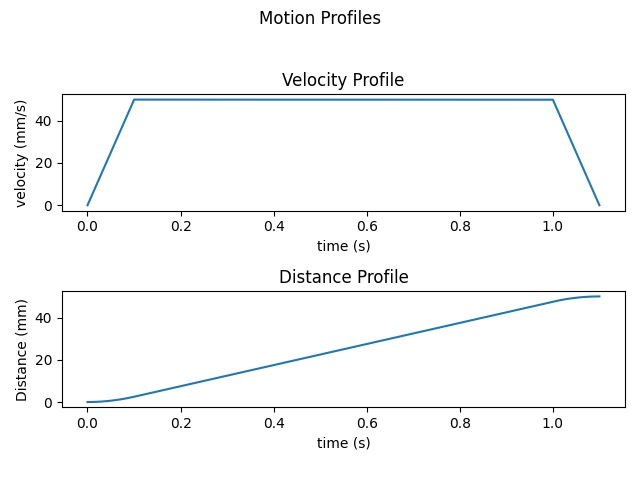 Motion Profiles
Velocity Profile
velocity (mm/s)
40
20
0
0.0 0.2 0.4 0.6 0.8 1.0
time (s)
Distance Profile
Distance (mm)
40
20
0
0.0 0.2 0.4 0.6 0.8 1.0
time (s)